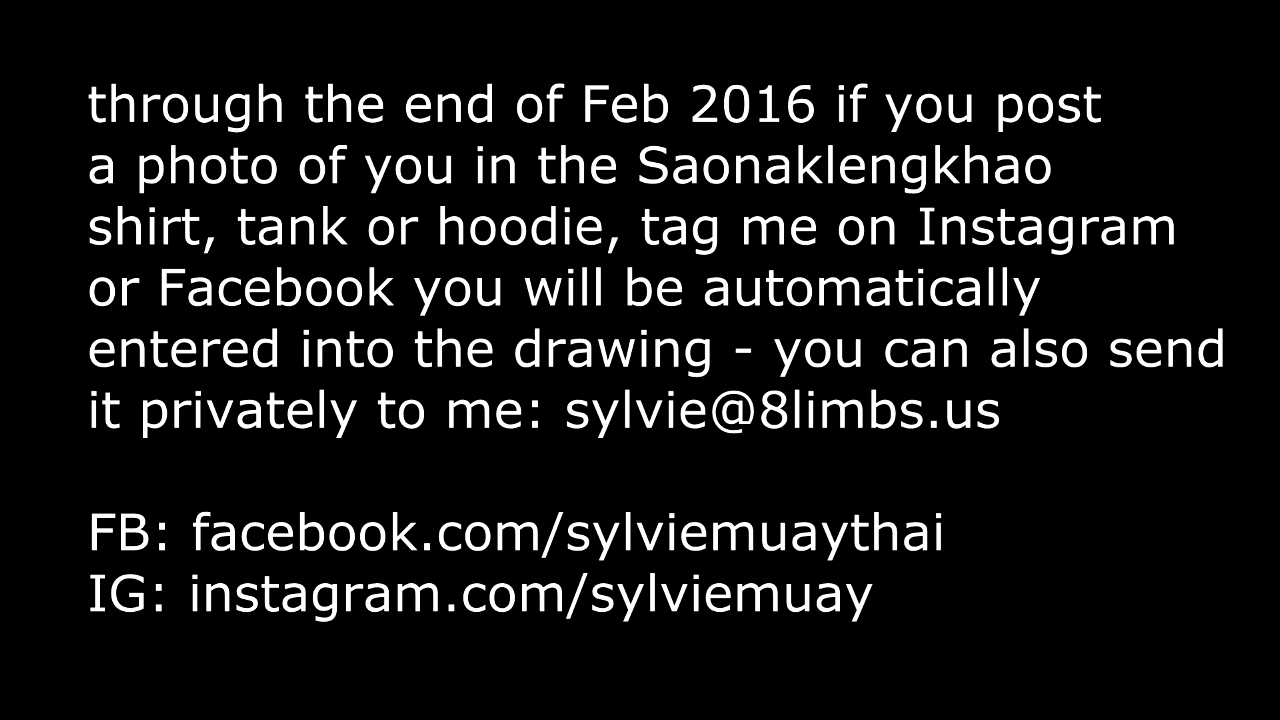 through the end of Feb 2016 if you post
a photo of you in the Saonaklengkhao
shirt, tank or hoodie, tag me on Instagram
or Facebook you will be automatically
entered into the drawing - you can also send
it privately to me: sylvie@8limbs.us
FB: facebook.com/sylviemuaythai
IG: instagram.com/sylviemuay